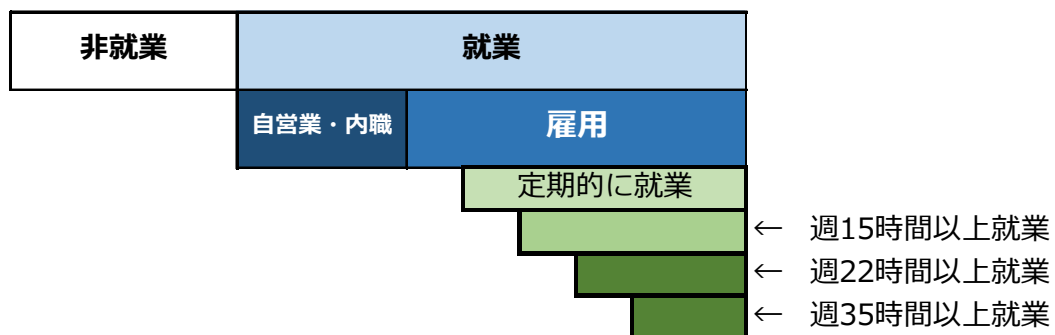 非就業
就業
自営業・内職
雇用
定期的に就業
← 週15時間以上就業
← 週22時間以上就業
← 週35時間以上就業